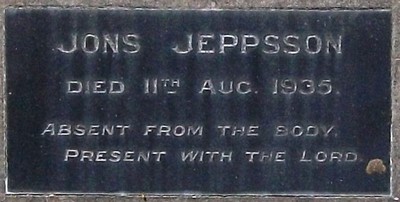 JONS JEPPSSON
DIED 11TH AUG. 1935.
ABSENT FROM THE BODY.
PRESENT WITH THE LORD